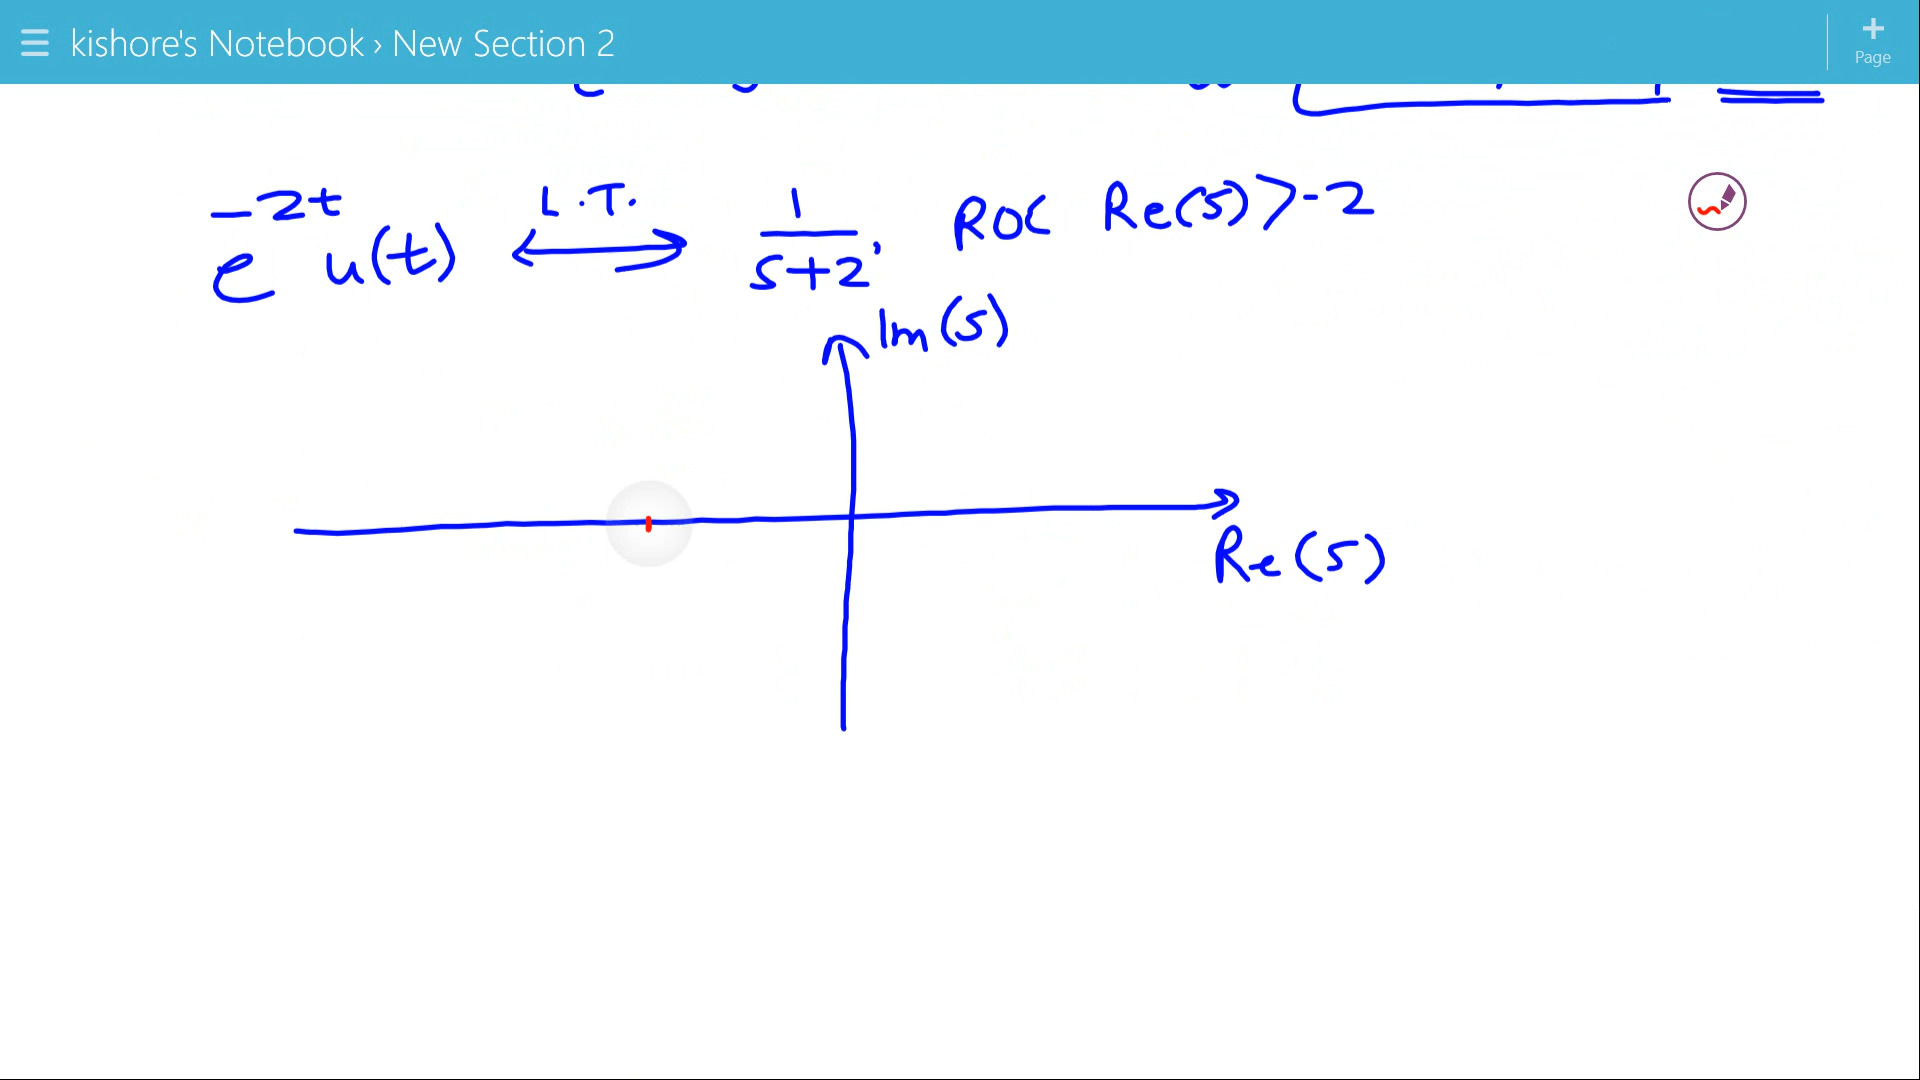 kishore's Notebook › New Section 2
Page
e^{-2t} u(t) ⟷ L.T. 1/(s+2), ROC Re(s) > -2
Im(s)
Re(s)